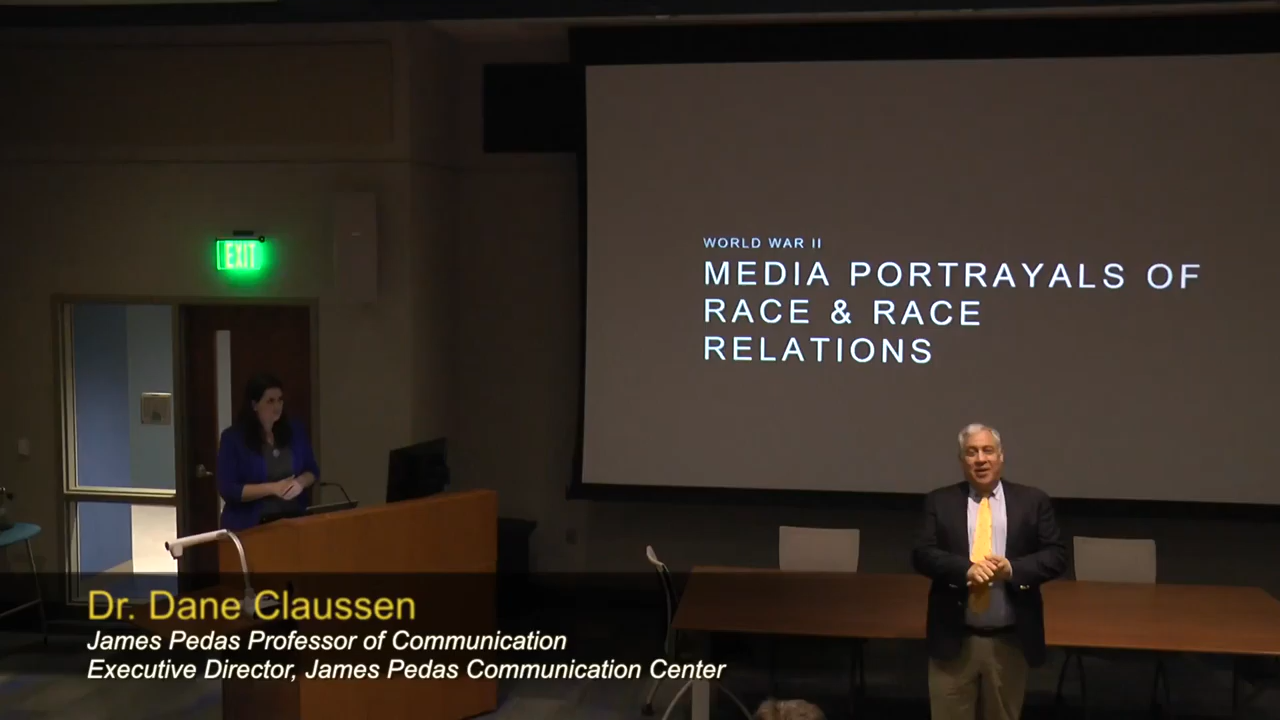 EXIT
WORLD WAR II
MEDIA PORTRAYALS OF
RACE & RACE
RELATIONS
Dr. Dane Claussen
James Pedas Professor of Communication
Executive Director, James Pedas Communication Center